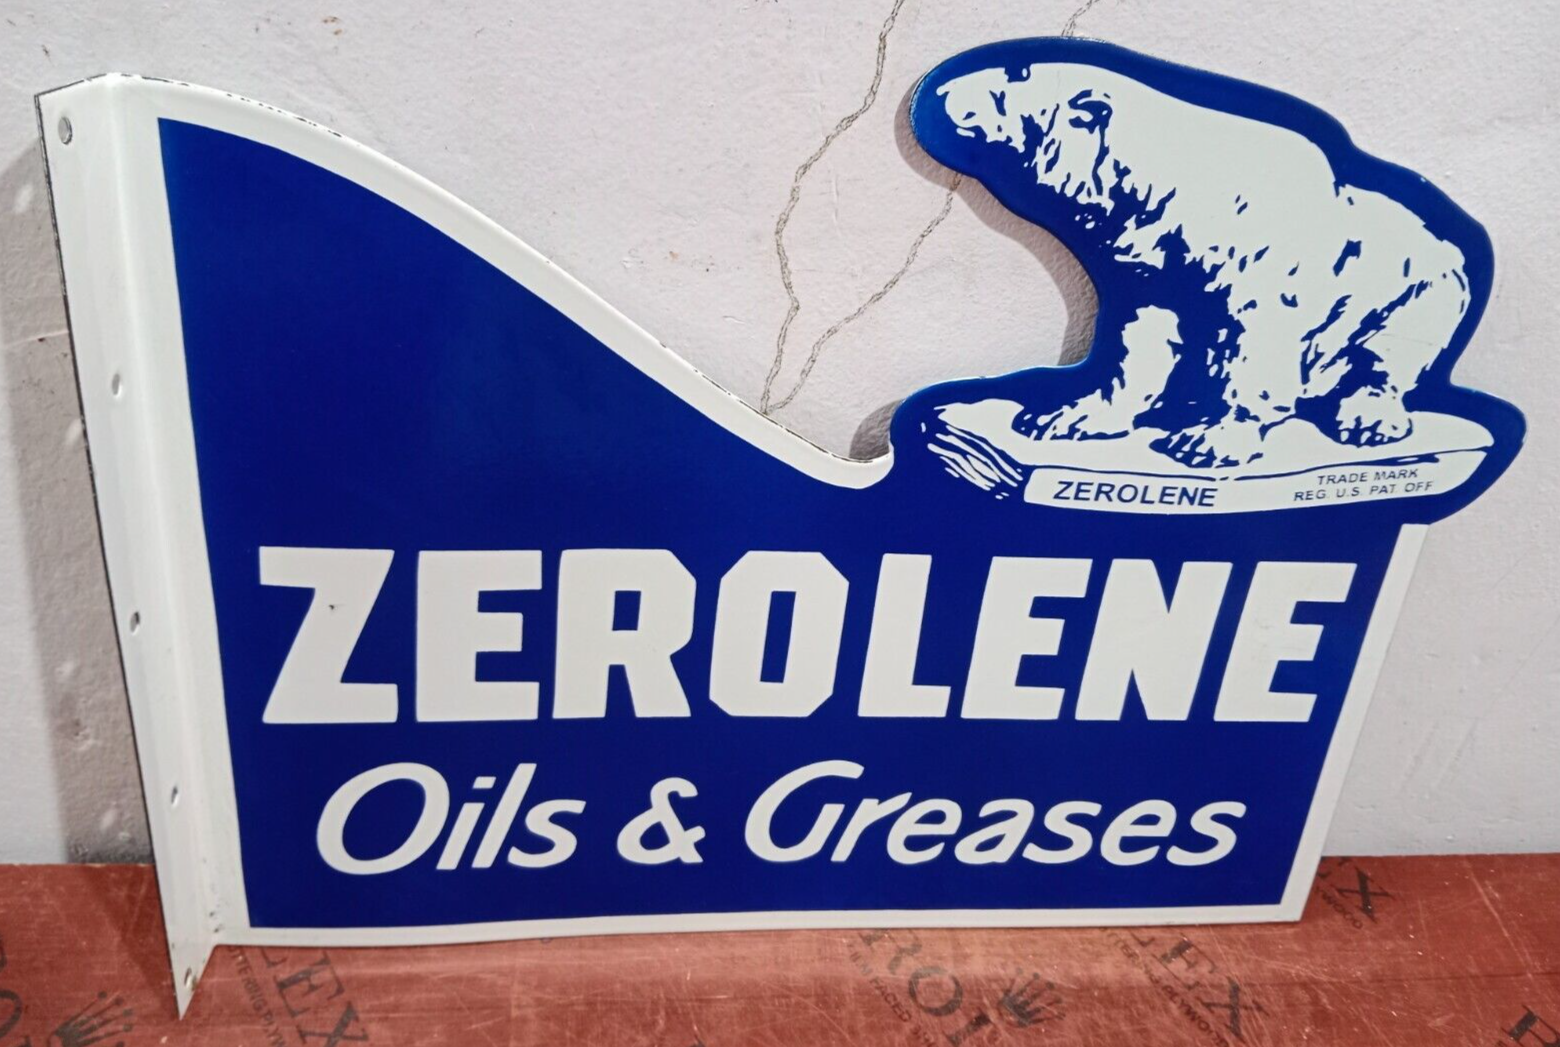 ZEROLENE
TRADE MARK
REG. U.S. PAT. OFF
ZEROLENE
Oils & Greases